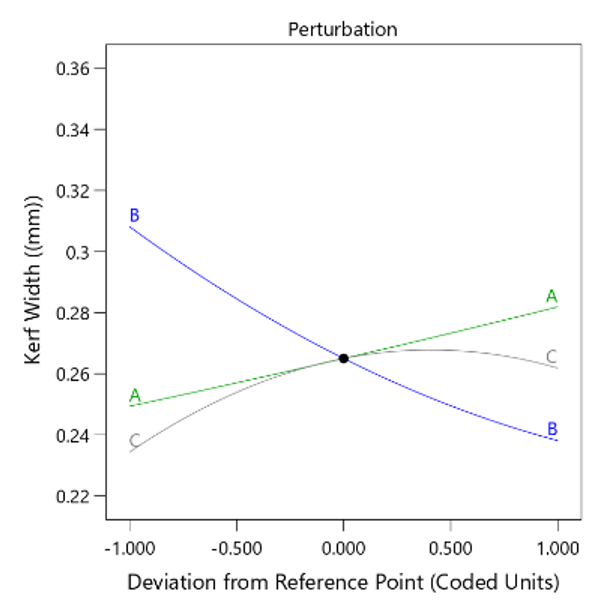 Perturbation
0.36
0.34
0.32
0.3
0.28
0.26
0.24
0.22
Kerf Width ((mm))
B
A
A
C
C
B
-1.000 -0.500 0.000 0.500 1.000
Deviation from Reference Point (Coded Units)